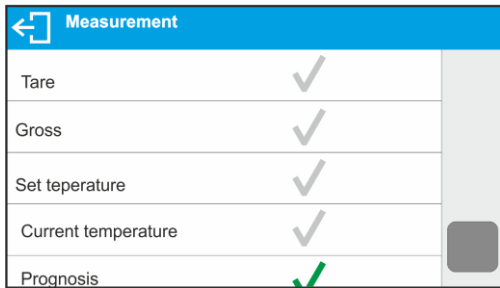 Measurement
Tare
Gross
Set teperature
Current temperature
Prognosis